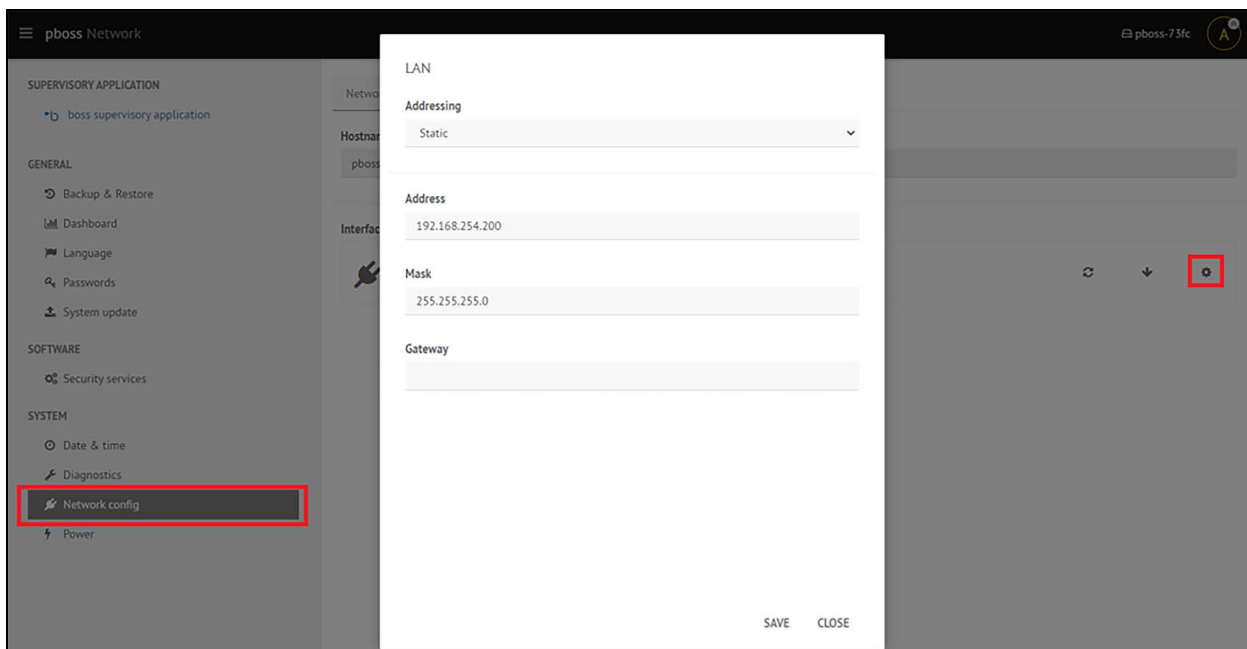 pboss Network
pboss-73fc
A
SUPERVISORY APPLICATION
boss supervisory application
GENERAL
Backup & Restore
Dashboard
Language
Passwords
System update
SOFTWARE
Security services
SYSTEM
Date & time
Diagnostics
Network config
Power
Netwo
Hostnar
pboss
Interfac
LAN
Addressing
Static
Address
192.168.254.200
Mask
255.255.255.0
Gateway
SAVE CLOSE